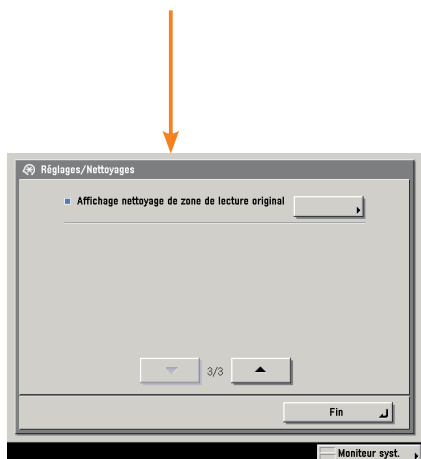 Réglages/Nettoyages
Affichage nettoyage de zone de lecture original
3/3
Fin
Moniteur syst.